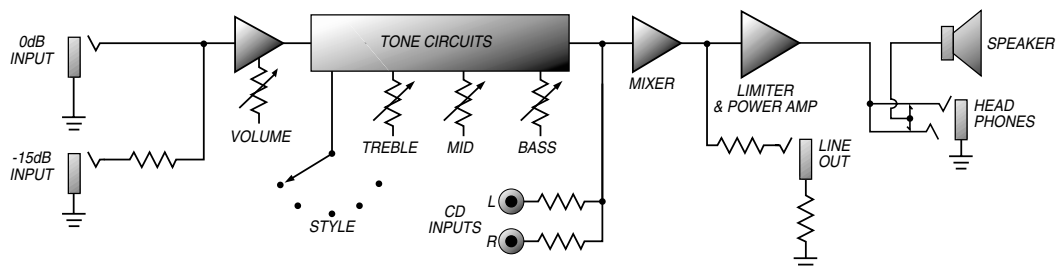 0dB
INPUT
TONE CIRCUITS
SPEAKER
MIXER
LIMITER
& POWER AMP
HEAD
PHONES
VOLUME
TREBLE
MID
BASS
LINE
OUT
-15dB
INPUT
STYLE
CD
INPUTS
L
R